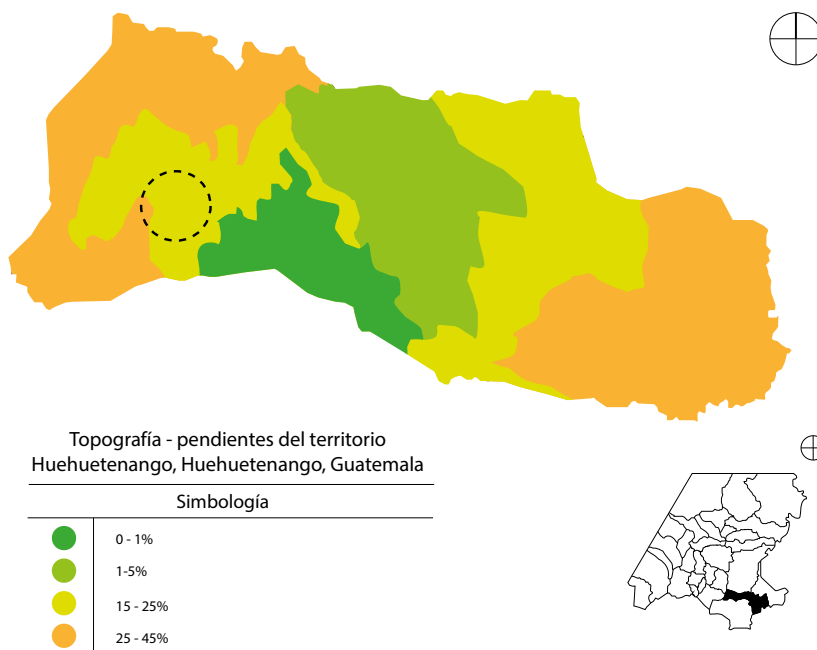 Topografía - pendientes del territorio
Huehuetenango, Huehuetenango, Guatemala
Simbología
0 - 1%
1-5%
15 - 25%
25 - 45%